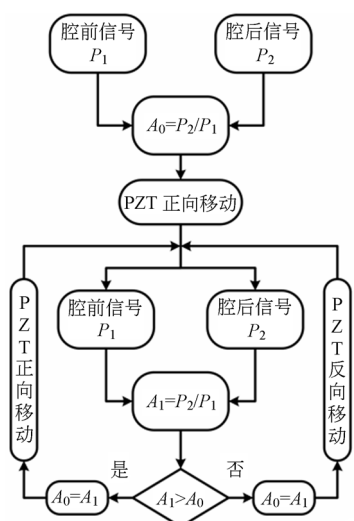 腔前信号
P1
腔后信号
P2
A0=P2/P1
PZT 正向移动
腔前信号
P1
腔后信号
P2
PZT正向移动
PZT反向移动
A1=P2/P1
是
否
A0=A1
A1>A0
A0=A1